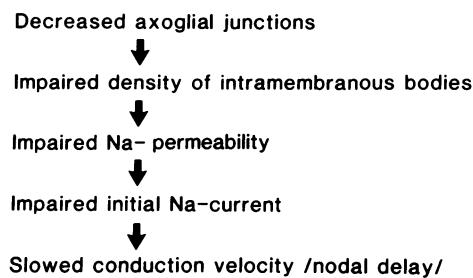 Decreased axoglial junctions
Impaired density of intramembranous bodies
Impaired Na- permeability
Impaired initial Na-current
Slowed conduction velocity /nodal delay/